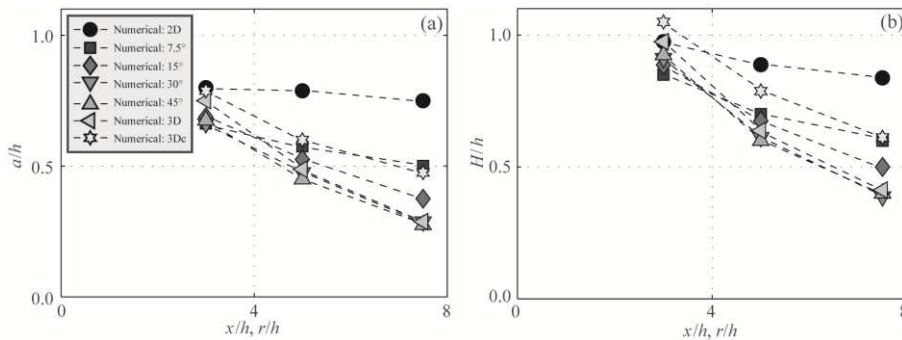 (a)
Numerical: 2D
Numerical: 7.5°
Numerical: 15°
Numerical: 30°
Numerical: 45°
Numerical: 3D
Numerical: 3Dc
1.0
0.5
0.0
a/h
0
4
8
x/h, r/h
(b)
1.0
0.5
0.0
H/h
0
4
8
x/h, r/h